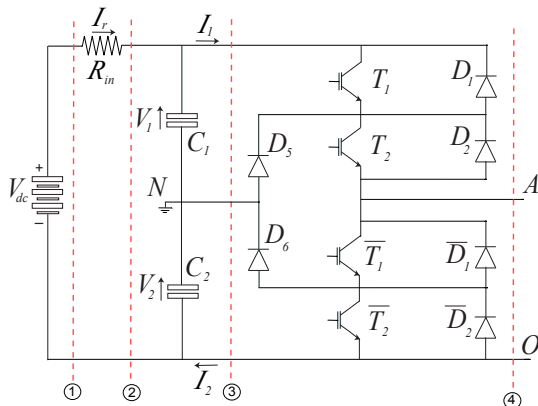 I_r
I_1
R_in
T_1
D_1
V_1
C_1
D_5
T_2
D_2
+
V_dc
N
A
−
D_6
C_2
V_2
T̅_1
D̅_1
T̅_2
D̅_2
I_2
O
① ② ③ ④